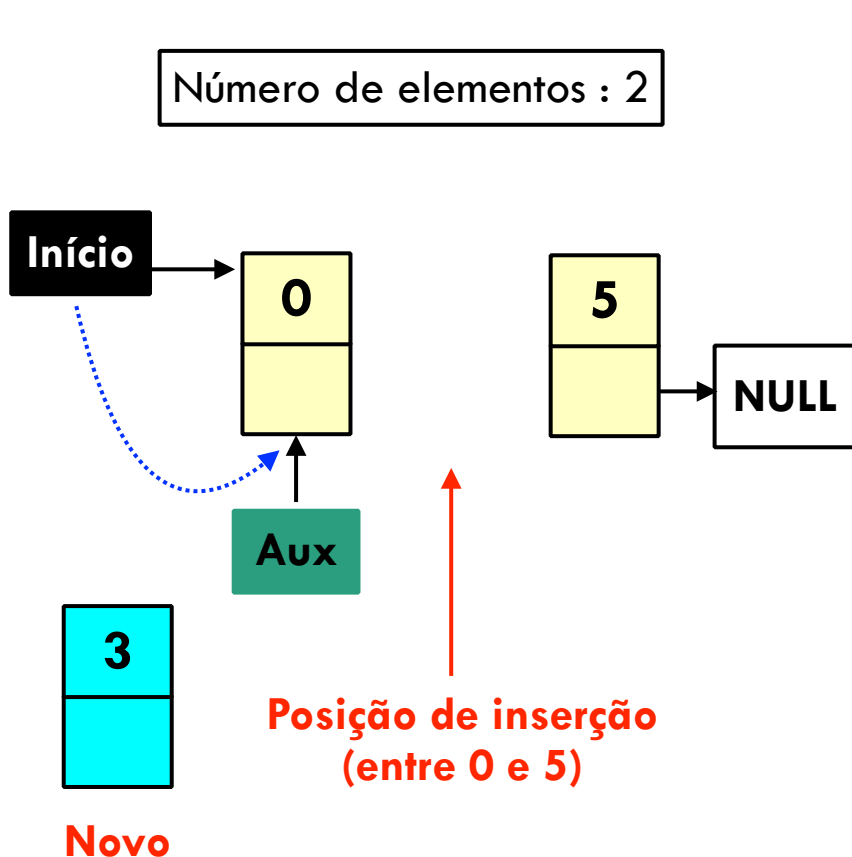 Número de elementos : 2
Início
0
5
NULL
Aux
3
Posição de inserção
(entre 0 e 5)
Novo